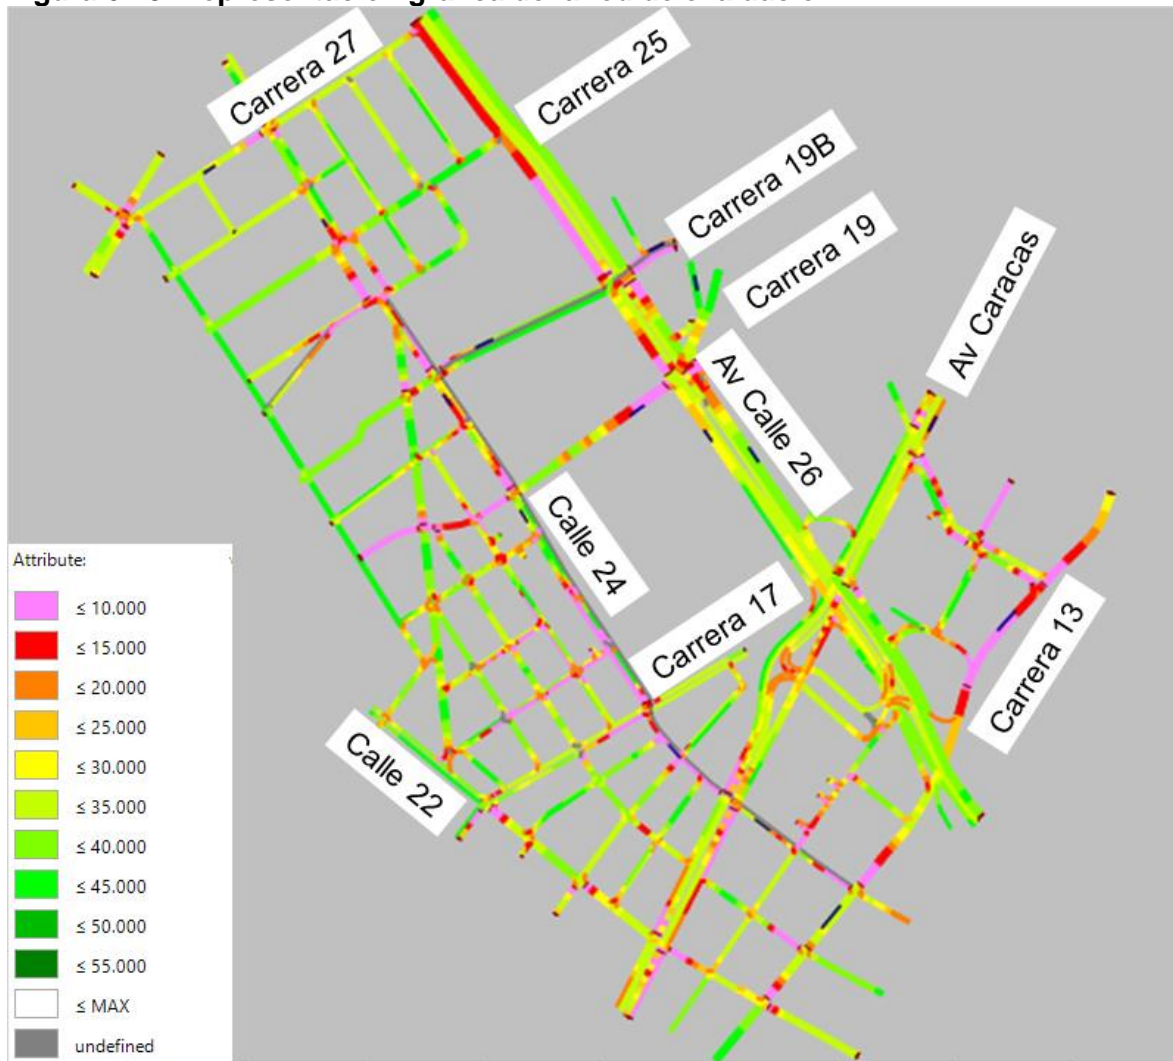 Carrera 27
Carrera 25
Carrera 19B
Carrera 19
Av Caracas
Av Calle 26
Calle 24
Carrera 17
Carrera 13
Calle 22
Attribute:
≤ 10.000
≤ 15.000
≤ 20.000
≤ 25.000
≤ 30.000
≤ 35.000
≤ 40.000
≤ 45.000
≤ 50.000
≤ 55.000
≤ MAX
undefined